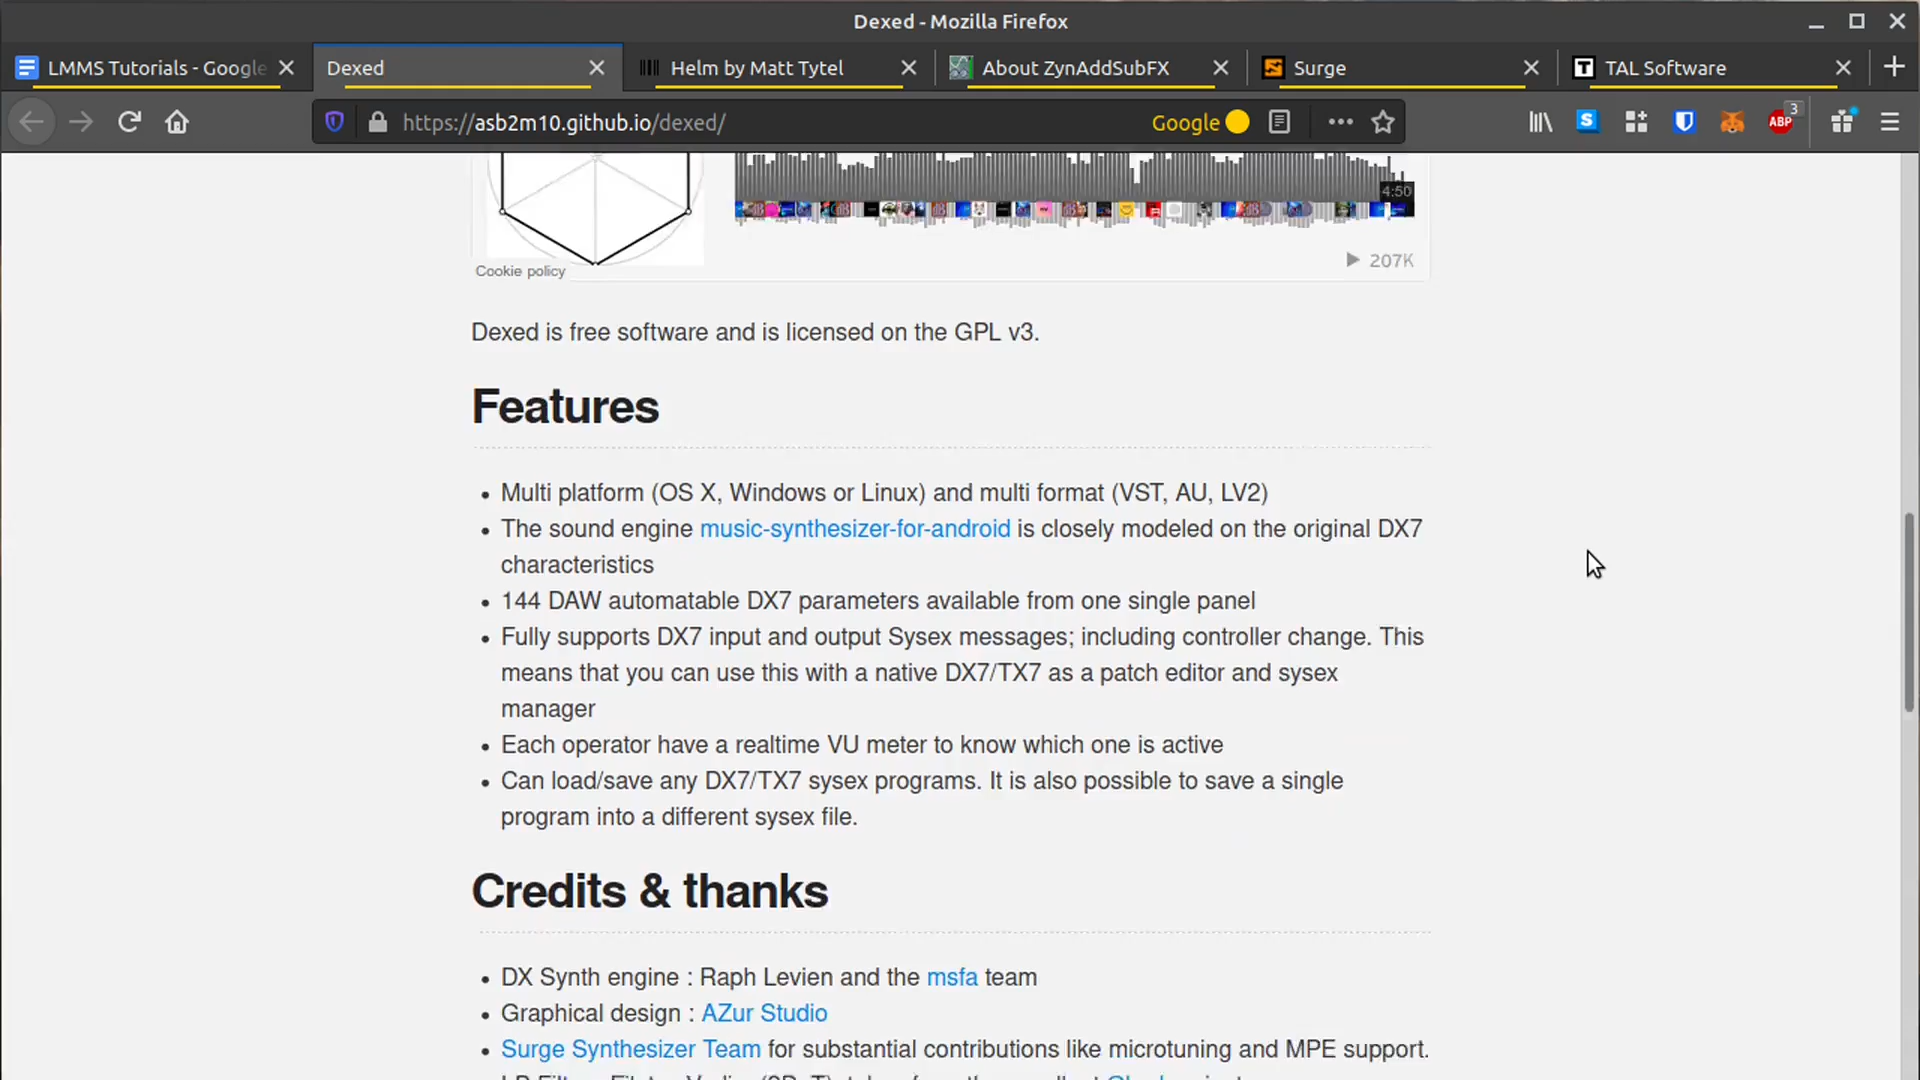 Dexed - Mozilla Firefox
LMMS Tutorials - Google
Dexed
Helm by Matt Tytel
About ZynAddSubFX
Surge
TAL Software
https://asb2m10.github.io/dexed/
Google
S
ABP
3
4:50
207K
Cookie policy
Dexed is free software and is licensed on the GPL v3.
Features
• Multi platform (OS X, Windows or Linux) and multi format (VST, AU, LV2)
• The sound engine music-synthesizer-for-android is closely modeled on the original DX7
characteristics
• 144 DAW automatable DX7 parameters available from one single panel
• Fully supports DX7 input and output Sysex messages; including controller change. This
means that you can use this with a native DX7/TX7 as a patch editor and sysex
manager
• Each operator have a realtime VU meter to know which one is active
• Can load/save any DX7/TX7 sysex programs. It is also possible to save a single
program into a different sysex file.
Credits & thanks
• DX Synth engine : Raph Levien and the msfa team
• Graphical design : AZur Studio
• Surge Synthesizer Team for substantial contributions like microtuning and MPE support.